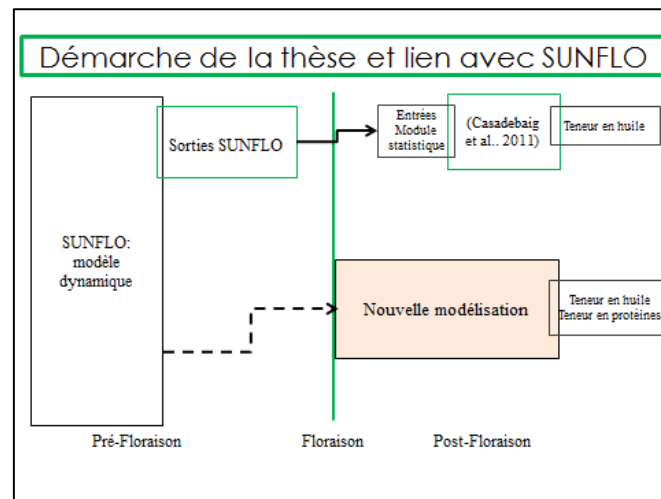 Démarche de la thèse et lien avec SUNFLO
Sorties SUNFLO
Entrées
Module
statistique
(Casadebaig
et al.. 2011)
Teneur en huile
SUNFLO:
modèle
dynamique
Nouvelle modélisation
Teneur en huile
Teneur en protéines
Pré-Floraison
Floraison
Post-Floraison